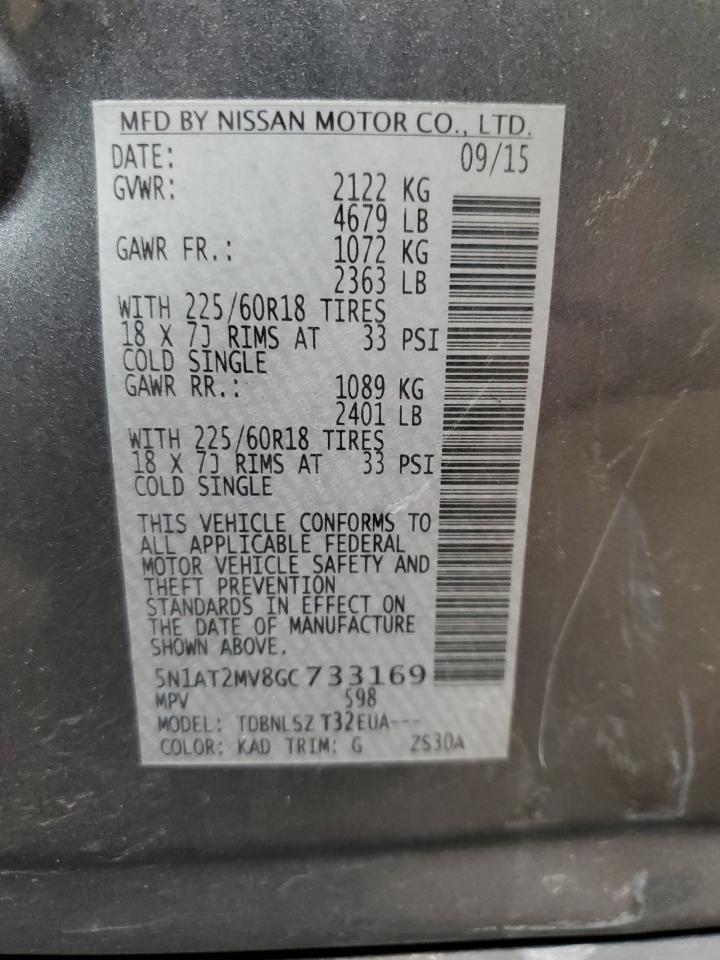 MFD BY NISSAN MOTOR CO., LTD.
DATE: 09/15
GVWR: 2122 KG
4679 LB
GAWR FR.: 1072 KG
2363 LB
WITH 225/60R18 TIRES
18 X 7J RIMS AT 33 PSI
COLD SINGLE
GAWR RR.: 1089 KG
2401 LB
WITH 225/60R18 TIRES
18 X 7J RIMS AT 33 PSI
COLD SINGLE
THIS VEHICLE CONFORMS TO
ALL APPLICABLE FEDERAL
MOTOR VEHICLE SAFETY AND
THEFT PREVENTION
STANDARDS IN EFFECT ON
THE DATE OF MANUFACTURE
SHOWN ABOVE.
5N1AT2MV8GC733169
MPV 598
MODEL: TDBNLSZ T32EUA---
COLOR: KAD TRIM: G ZS30A